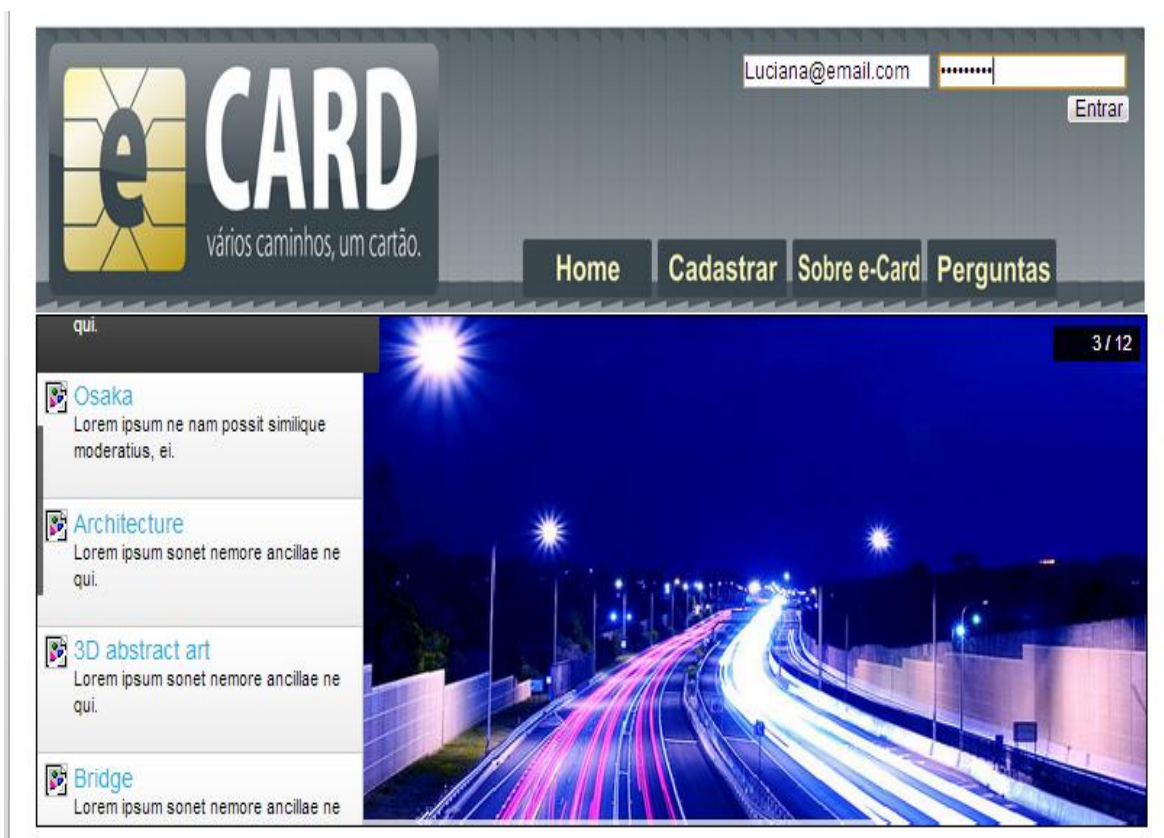 e
CARD
vários caminhos, um cartão.
Luciana@email.com •••••••••
Entrar
Home Cadastrar Sobre e-Card Perguntas
qui.
3 / 12
Osaka
Lorem ipsum ne nam possit similique
moderatius, ei.
Architecture
Lorem ipsum sonet nemore ancillae ne
qui.
3D abstract art
Lorem ipsum sonet nemore ancillae ne
qui.
Bridge
Lorem ipsum sonet nemore ancillae ne